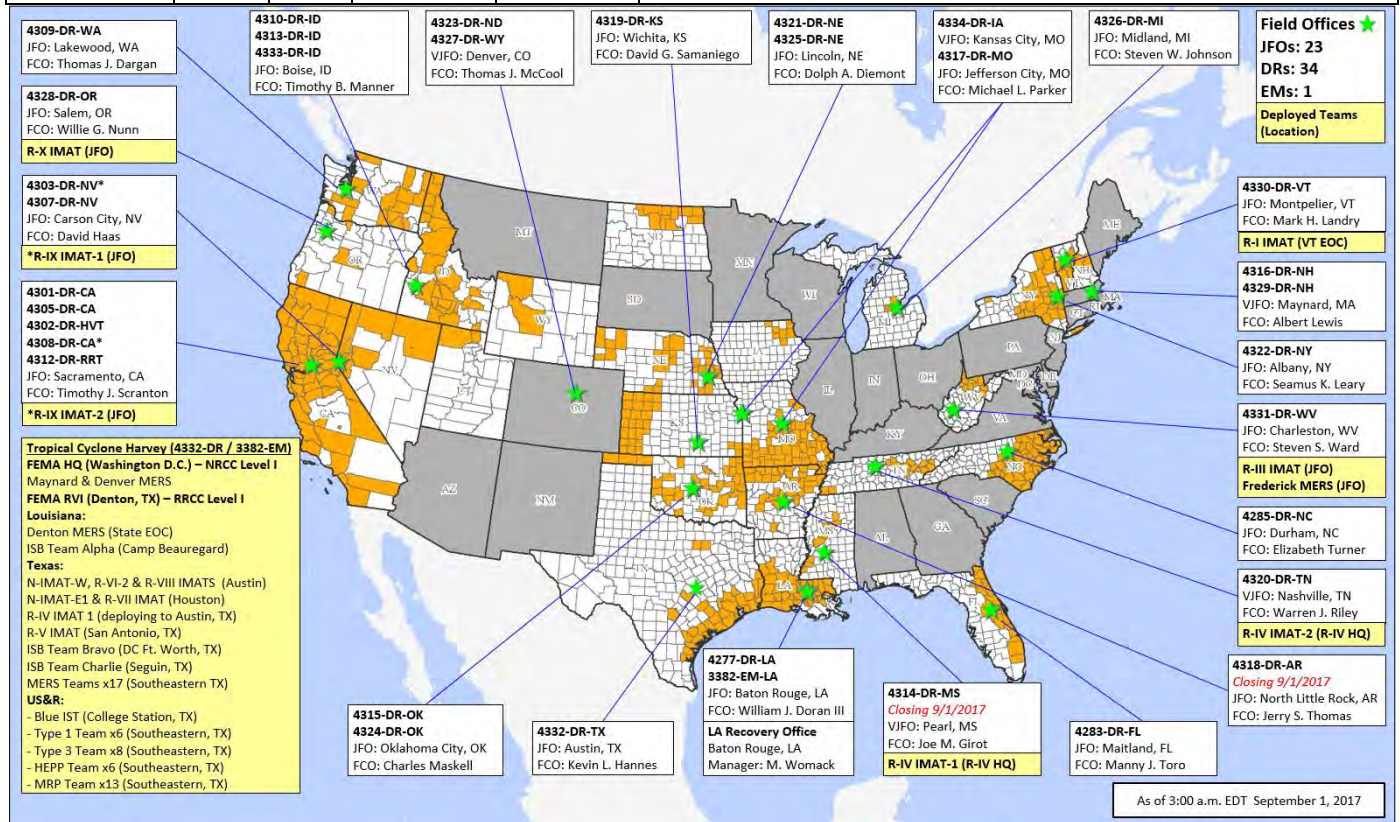 4309-DR-WA
JFO: Lakewood, WA
FCO: Thomas J. Dargan
4328-DR-OR
JFO: Salem, OR
FCO: Willie G. Nunn
R-X IMAT (JFO)
4303-DR-NV*
4307-DR-NV
JFO: Carson City, NV
FCO: David Haas
*R-IX IMAT-1 (JFO)
4301-DR-CA
4305-DR-CA
4302-DR-HVT
4308-DR-CA*
4312-DR-RRT
JFO: Sacramento, CA
FCO: Timothy J. Scranton
*R-IX IMAT-2 (JFO)
Tropical Cyclone Harvey (4332-DR / 3382-EM)
FEMA HQ (Washington D.C.) – NRCC Level I
Maynard & Denver MERS
FEMA RVI (Denton, TX) – RRCC Level I
Louisiana:
Denton MERS (State EOC)
ISB Team Alpha (Camp Beauregard)
Texas:
N-IMAT-W, R-VI-2 & R-VIII IMATS (Austin)
N-IMAT-E1 & R-VII IMAT (Houston)
R-IV IMAT 1 (deploying to Austin, TX)
R-V IMAT (San Antonio, TX)
ISB Team Bravo (DC Ft. Worth, TX)
ISB Team Charlie (Seguin, TX)
MERS Teams x17 (Southeastern TX)
US&R:
- Blue IST (College Station, TX)
- Type 1 Team x6 (Southeastern, TX)
- Type 3 Team x8 (Southeastern, TX)
- HEPP Team x6 (Southeastern, TX)
- MRP Team x13 (Southeastern, TX)
4310-DR-ID
4313-DR-ID
4333-DR-ID
JFO: Boise, ID
FCO: Timothy B. Manner
4323-DR-ND
4327-DR-WY
VJFO: Denver, CO
FCO: Thomas J. McCool
4319-DR-KS
JFO: Wichita, KS
FCO: David G. Samaniego
4321-DR-NE
4325-DR-NE
JFO: Lincoln, NE
FCO: Dolph A. Diemont
4334-DR-IA
VJFO: Kansas City, MO
4317-DR-MO
JFO: Jefferson City, MO
FCO: Michael L. Parker
4326-DR-MI
JFO: Midland, MI
FCO: Steven W. Johnson
Field Offices
JFOs: 23
DRs: 34
EMs: 1
Deployed Teams
(Location)
4330-DR-VT
JFO: Montpelier, VT
FCO: Mark H. Landry
R-I IMAT (VT EOC)
4316-DR-NH
4329-DR-NH
VJFO: Maynard, MA
FCO: Albert Lewis
4322-DR-NY
JFO: Albany, NY
FCO: Seamus K. Leary
4331-DR-WV
JFO: Charleston, WV
FCO: Steven S. Ward
R-III IMAT (JFO)
Frederick MERS (JFO)
4285-DR-NC
JFO: Durham, NC
FCO: Elizabeth Turner
4320-DR-TN
VJFO: Nashville, TN
FCO: Warren J. Riley
R-IV IMAT-2 (R-IV HQ)
4318-DR-AR
Closing 9/1/2017
JFO: North Little Rock, AR
FCO: Jerry S. Thomas
4315-DR-OK
4324-DR-OK
JFO: Oklahoma City, OK
FCO: Charles Maskell
4332-DR-TX
JFO: Austin, TX
FCO: Kevin L. Hannes
4277-DR-LA
3382-EM-LA
JFO: Baton Rouge, LA
FCO: William J. Doran III
LA Recovery Office
Baton Rouge, LA
Manager: M. Womack
4314-DR-MS
Closing 9/1/2017
VJFO: Pearl, MS
FCO: Joe M. Girot
R-IV IMAT-1 (R-IV HQ)
4283-DR-FL
JFO: Maitland, FL
FCO: Manny J. Toro
As of 3:00 a.m. EDT September 1, 2017
WA
MT
ND
MN
ME
OR
ID
SD
WI
MI
NY
VT
NH
MA
CT
RI
WY
NE
PA
NJ
NV
UT
CO
KS
MO
IL
IN
OH
WV
MD
DC
DE
VA
KY
CA
AZ
NM
OK
AR
TN
NC
SC
TX
LA
MS
AL
GA
FL